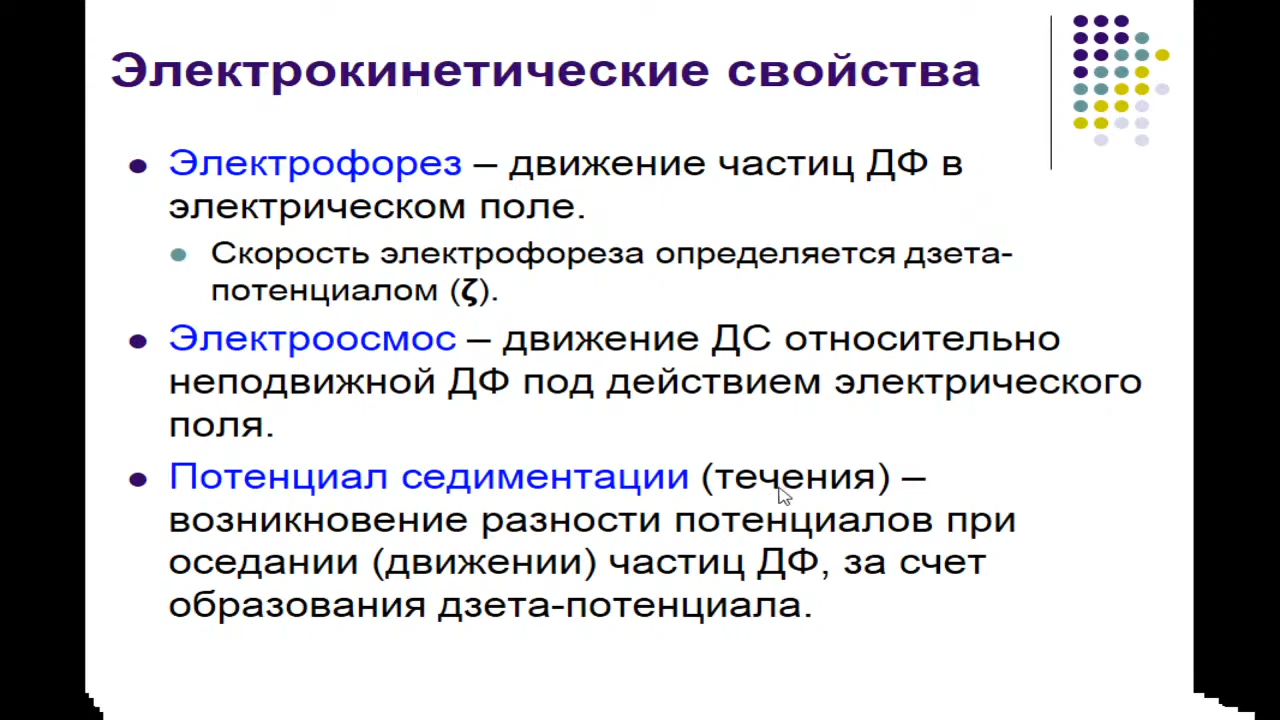 Электрокинетические свойства
Электрофорез – движение частиц ДФ в
электрическом поле.
Скорость электрофореза определяется дзета-
потенциалом (ζ).
Электроосмос – движение ДС относительно
неподвижной ДФ под действием электрического
поля.
Потенциал седиментации (течения) –
возникновение разности потенциалов при
оседании (движении) частиц ДФ, за счет
образования дзета-потенциала.